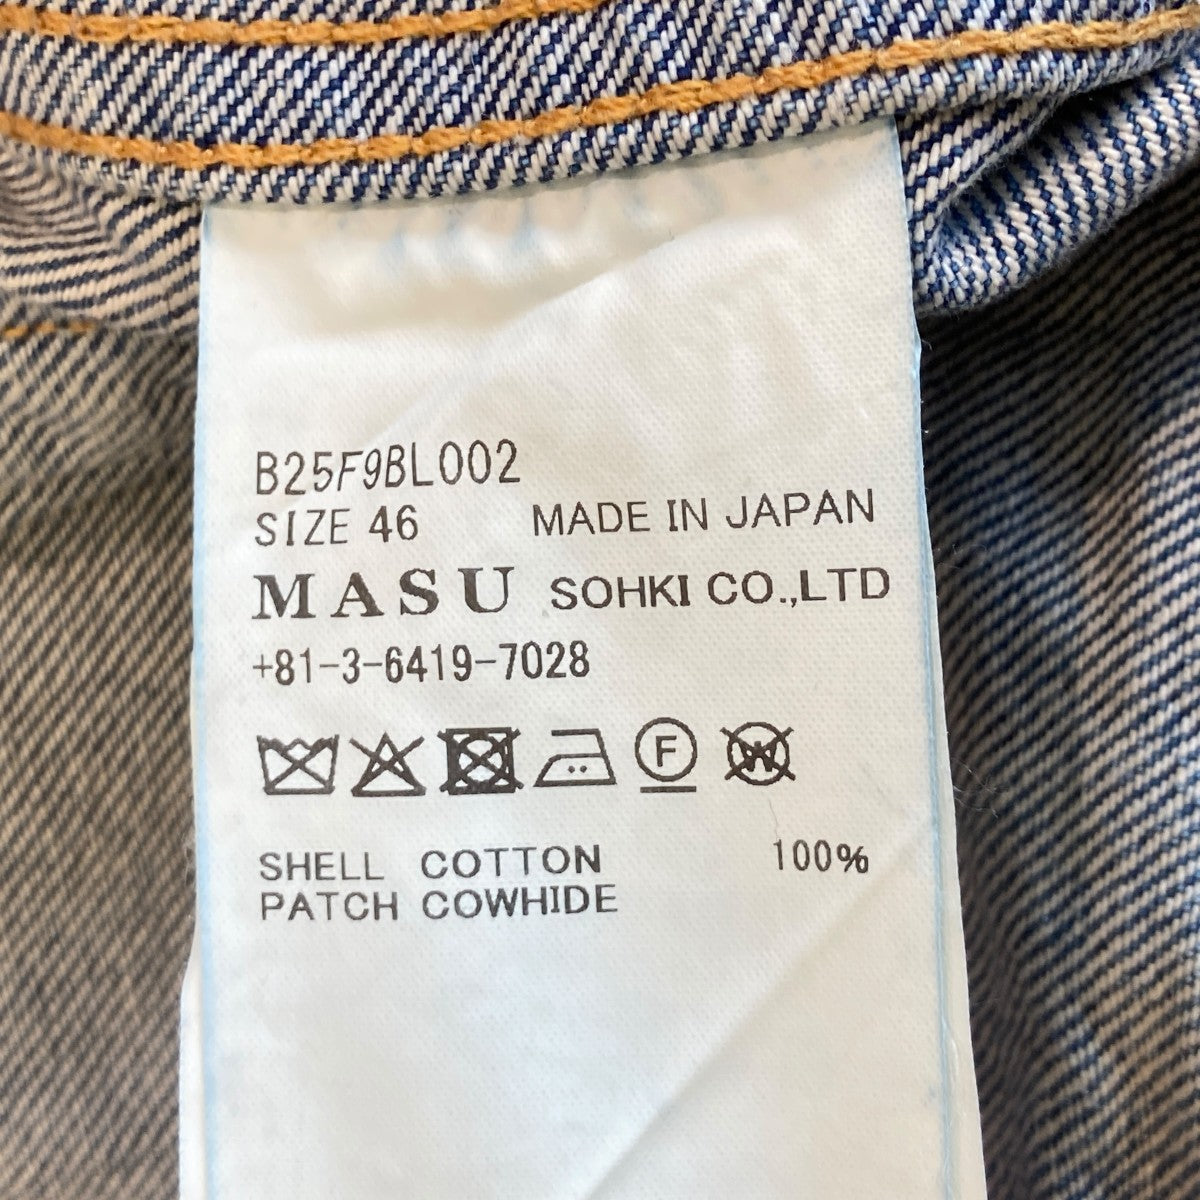 B25F9BL002
SIZE 46 MADE IN JAPAN
MASU SOHKI CO.,LTD
+81-3-6419-7028
F W
SHELL COTTON 100%
PATCH COWHIDE